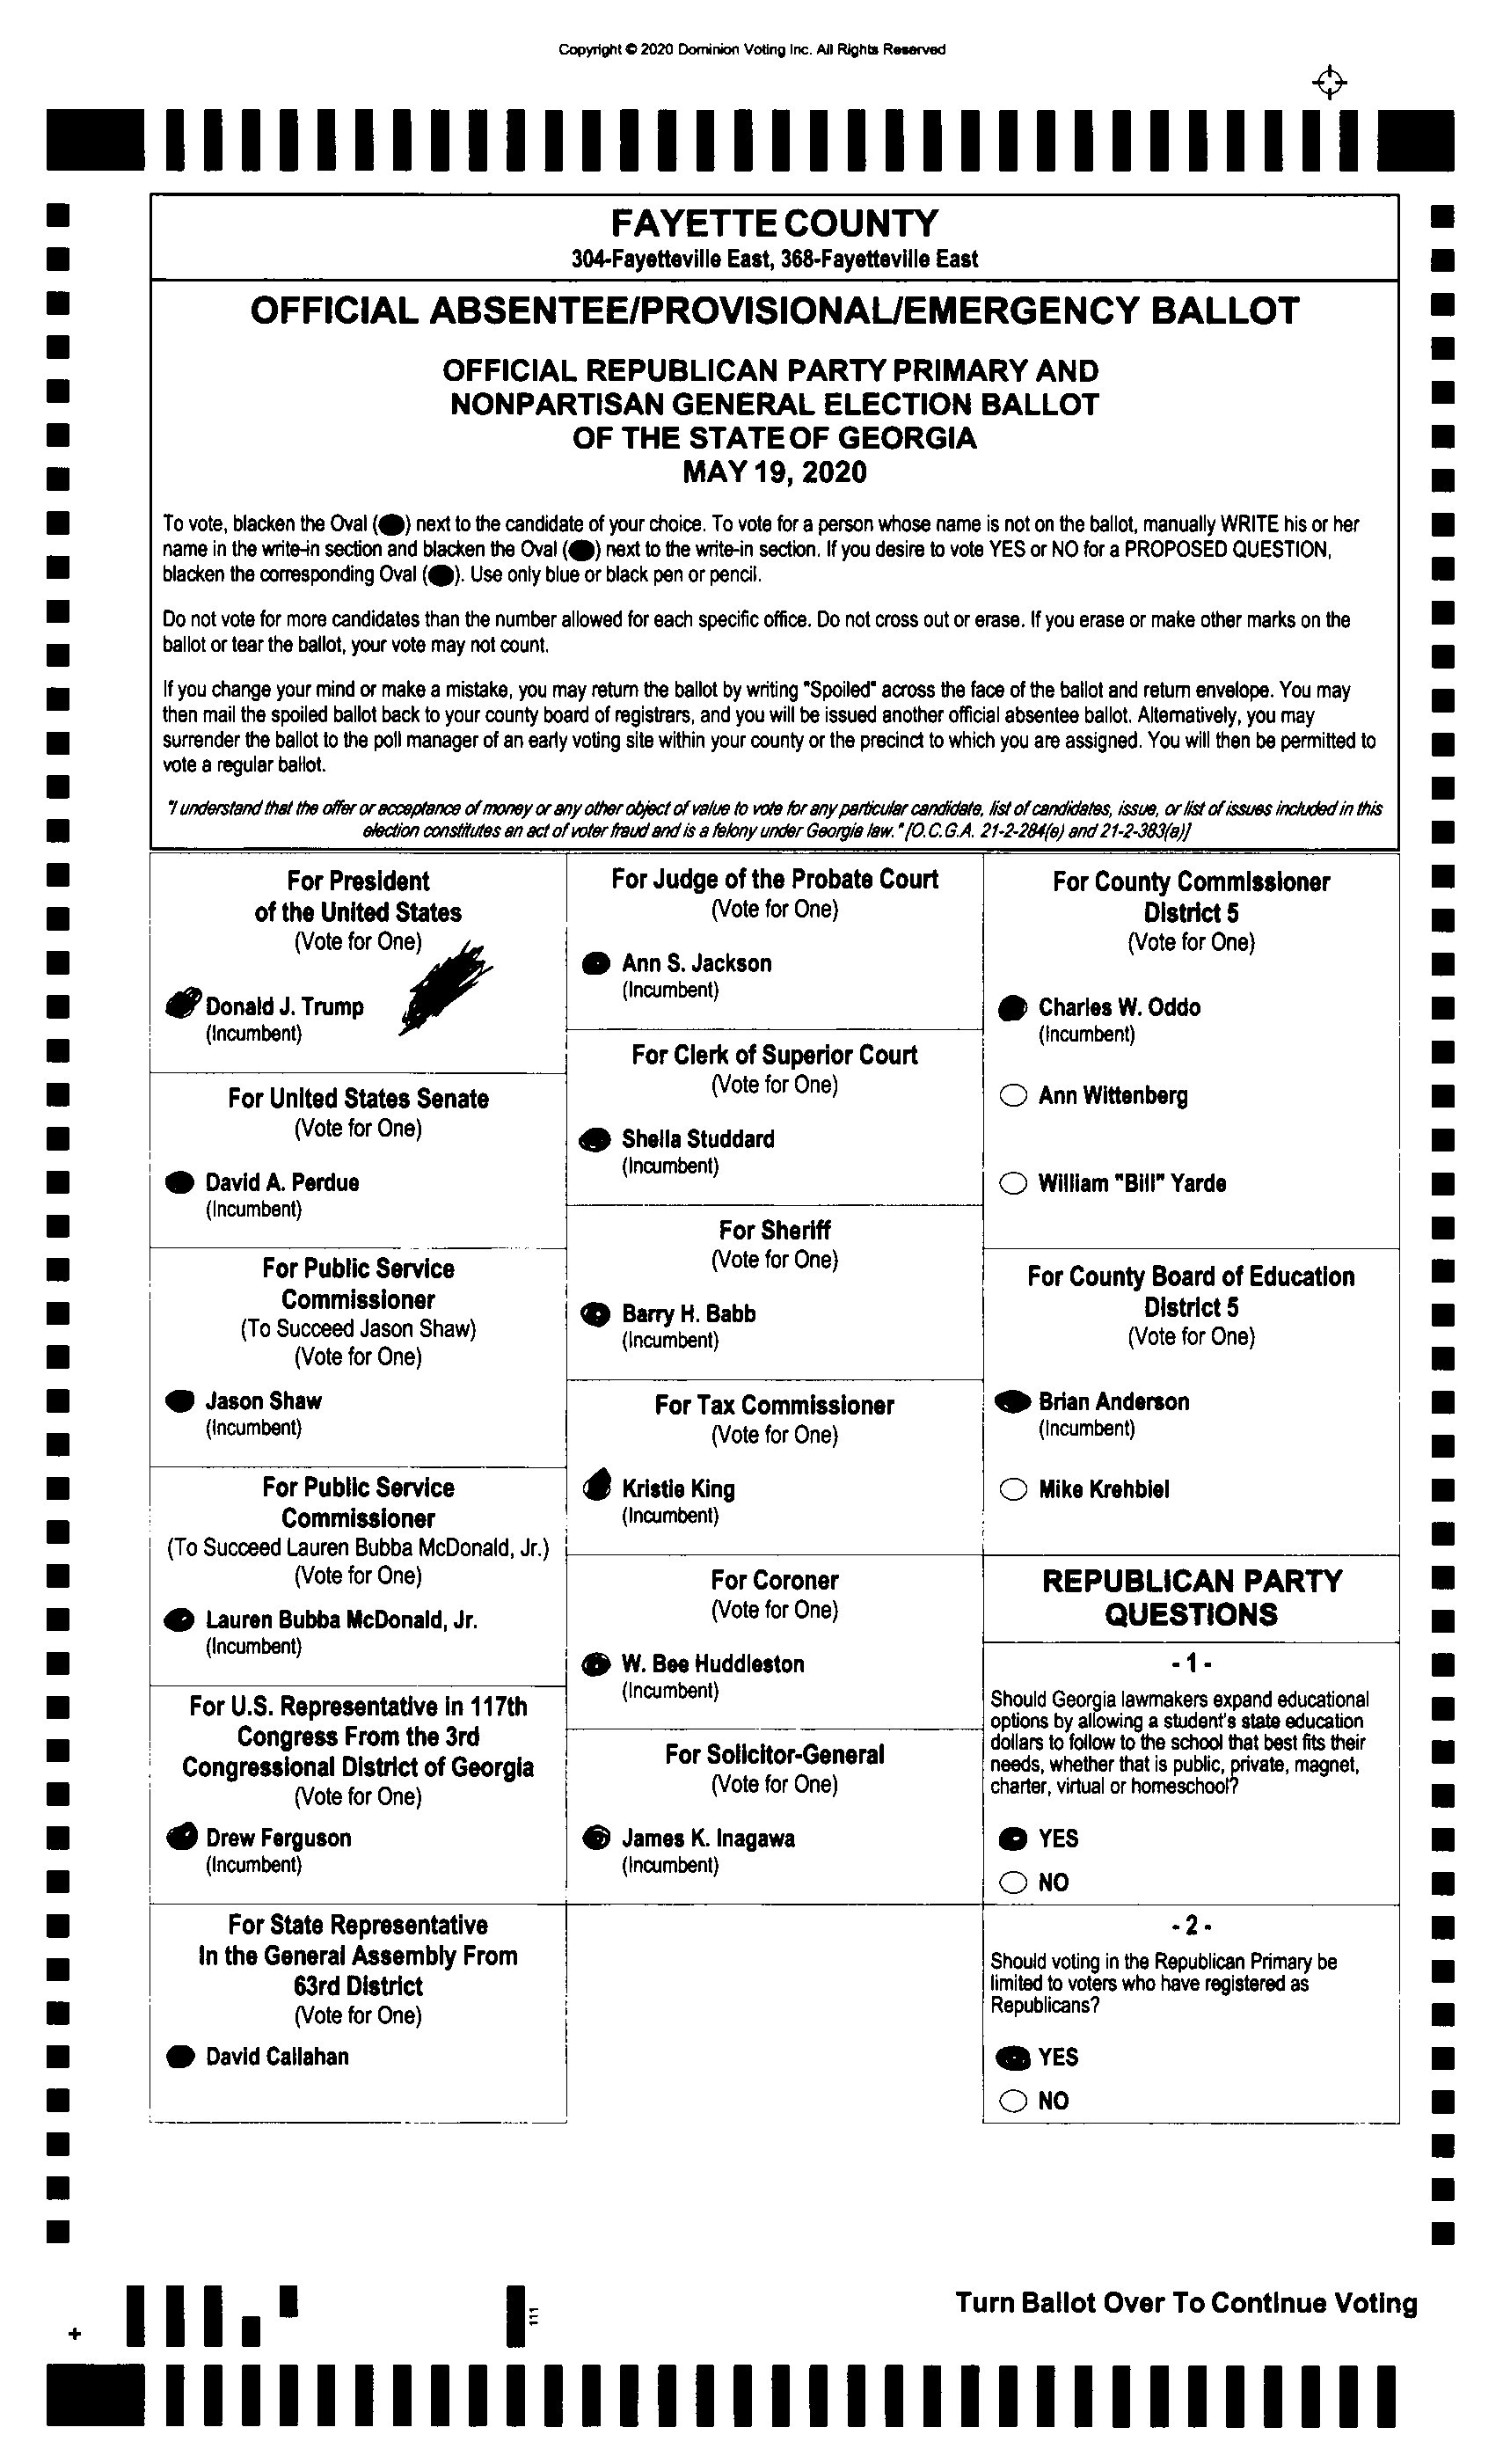 Copyright © 2020 Dominion Voting Inc. All Rights Reserved
FAYETTE COUNTY
304-Fayetteville East, 368-Fayetteville East
OFFICIAL ABSENTEE/PROVISIONAL/EMERGENCY BALLOT
OFFICIAL REPUBLICAN PARTY PRIMARY AND
NONPARTISAN GENERAL ELECTION BALLOT
OF THE STATE OF GEORGIA
MAY 19, 2020
To vote, blacken the Oval ( ) next to the candidate of your choice. To vote for a person whose name is not on the ballot, manually WRITE his or her
name in the write-in section and blacken the Oval ( ) next to the write-in section. If you desire to vote YES or NO for a PROPOSED QUESTION,
blacken the corresponding Oval ( ). Use only blue or black pen or pencil.
Do not vote for more candidates than the number allowed for each specific office. Do not cross out or erase. If you erase or make other marks on the
ballot or tear the ballot, your vote may not count.
If you change your mind or make a mistake, you may return the ballot by writing "Spoiled" across the face of the ballot and return envelope. You may
then mail the spoiled ballot back to your county board of registrars, and you will be issued another official absentee ballot. Alternatively, you may
surrender the ballot to the poll manager of an early voting site within your county or the precinct to which you are assigned. You will then be permitted to
vote a regular ballot.
"I understand that the offer or acceptance of money or any other object of value to vote for any particular candidate, list of candidates, issue, or list of issues included in this
election constitutes an act of voter fraud and is a felony under Georgia law." [O.C.G.A. 21-2-284(e) and 21-2-383(a)]
For President
of the United States
(Vote for One)
Donald J. Trump
(Incumbent)
For United States Senate
(Vote for One)
David A. Perdue
(Incumbent)
For Public Service
Commissioner
(To Succeed Jason Shaw)
(Vote for One)
Jason Shaw
(Incumbent)
For Public Service
Commissioner
(To Succeed Lauren Bubba McDonald, Jr.)
(Vote for One)
Lauren Bubba McDonald, Jr.
(Incumbent)
For U.S. Representative in 117th
Congress From the 3rd
Congressional District of Georgia
(Vote for One)
Drew Ferguson
(Incumbent)
For State Representative
In the General Assembly From
63rd District
(Vote for One)
David Callahan
For Judge of the Probate Court
(Vote for One)
Ann S. Jackson
(Incumbent)
For Clerk of Superior Court
(Vote for One)
Sheila Studdard
(Incumbent)
For Sheriff
(Vote for One)
Barry H. Babb
(Incumbent)
For Tax Commissioner
(Vote for One)
Kristie King
(Incumbent)
For Coroner
(Vote for One)
W. Bee Huddleston
(Incumbent)
For Solicitor-General
(Vote for One)
James K. Inagawa
(Incumbent)
For County Commissioner
District 5
(Vote for One)
Charles W. Oddo
(Incumbent)
Ann Wittenberg
William "Bill" Yarde
For County Board of Education
District 5
(Vote for One)
Brian Anderson
(Incumbent)
Mike Krehbiel
REPUBLICAN PARTY
QUESTIONS
- 1 -
Should Georgia lawmakers expand educational
options by allowing a student's state education
dollars to follow to the school that best fits their
needs, whether that is public, private, magnet,
charter, virtual or homeschool?
YES
NO
- 2 -
Should voting in the Republican Primary be
limited to voters who have registered as
Republicans?
YES
NO
111
Turn Ballot Over To Continue Voting
+